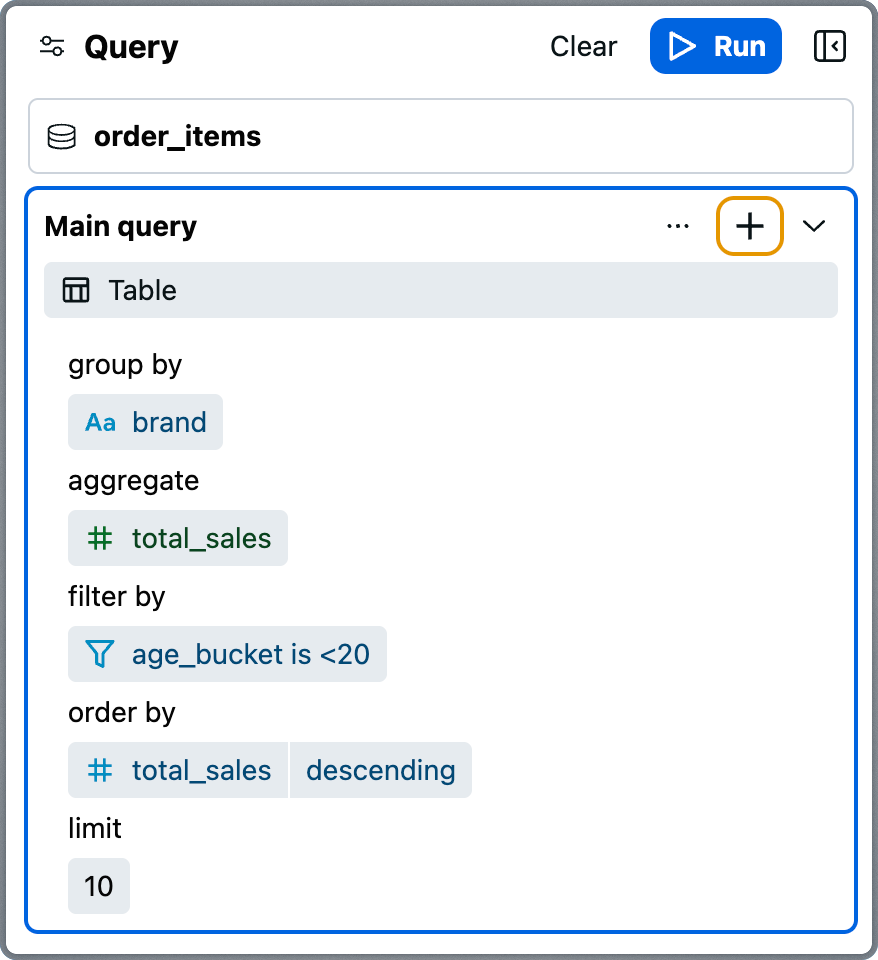 Query Clear Run
order_items
Main query ...
Table
group by
Aa brand
aggregate
# total_sales
filter by
age_bucket is <20
order by
# total_sales descending
limit
10